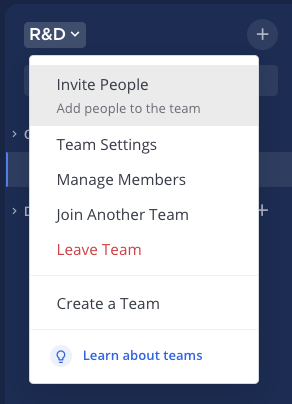 R&D
Invite People
Add people to the team
Team Settings
Manage Members
Join Another Team
Leave Team
Create a Team
Learn about teams